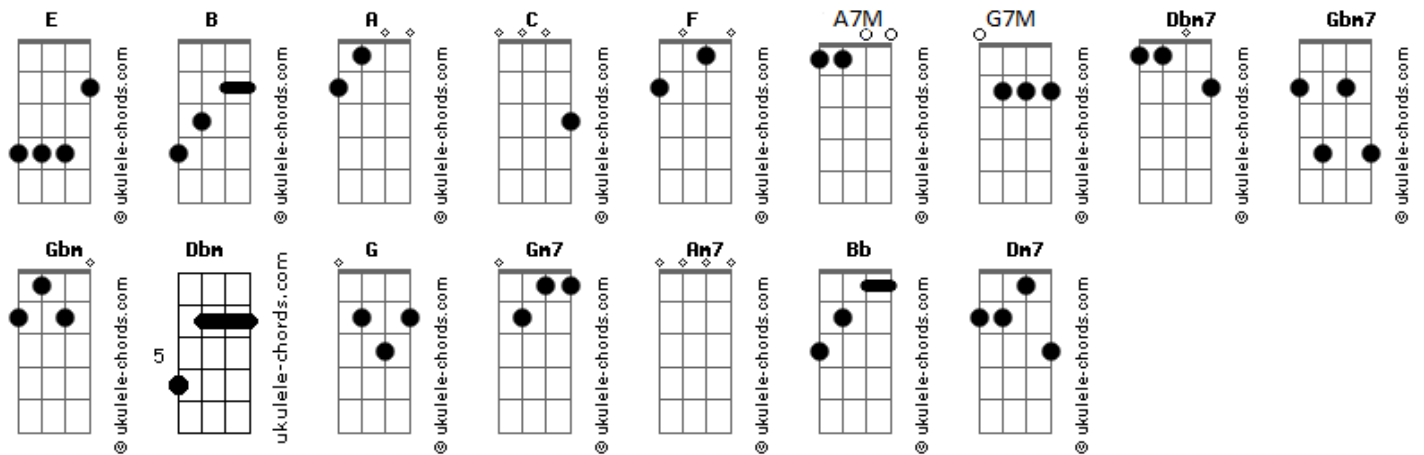 E B A C F A7M G7M Dbm7 Gbm7
© ukulele-chords.com © ukulele-chords.com © ukulele-chords.com © ukulele-chords.com © ukulele-chords.com © ukulele-chords.com © ukulele-chords.com © ukulele-chords.com © ukulele-chords.com
Gbm Dbm G Gm7 Am7 Bb Dm7
5
© ukulele-chords.com ukulele-chords.com © ukulele-chords.com © ukulele-chords.com © ukulele-chords.com © ukulele-chords.com © ukulele-chords.com